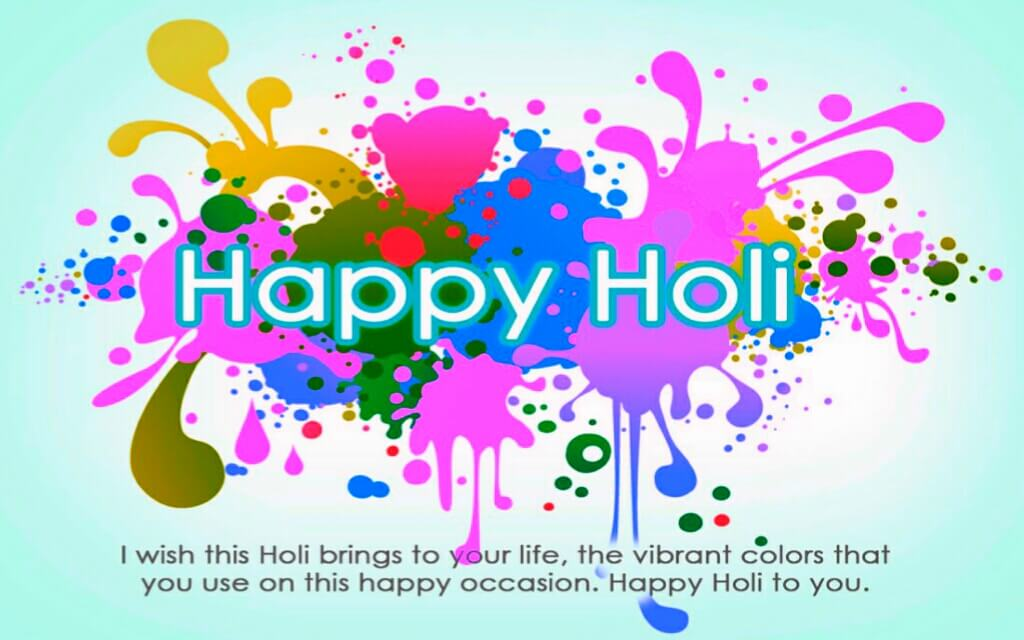 Happy Holi
I wish this Holi brings to your life, the vibrant colors that
you use on this happy occasion. Happy Holi to you.